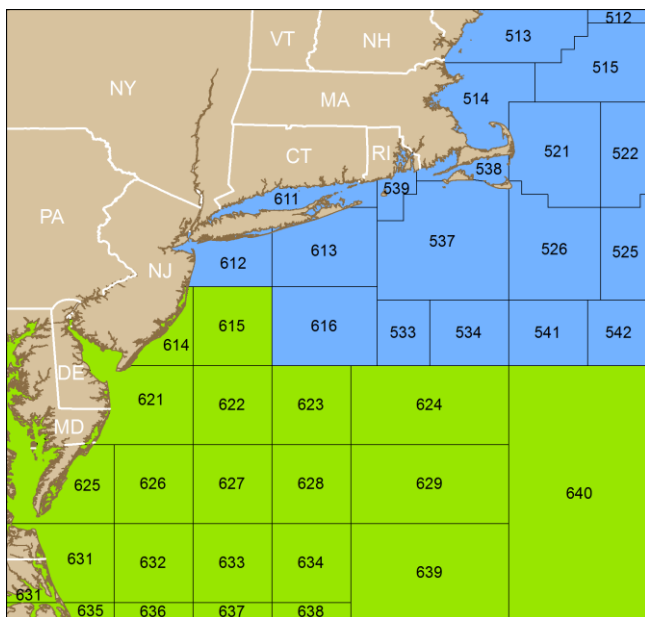 512
513
VT NH
515
NY
514
MA
521 522
CT RI
538
539
611
PA
537
613 526 525
612
NJ
615 616 533 534 541 542
614
DE
621 622 623 624
MD
625 626 627 628 629
640
631 632 633 634
639
631
635 636 637 638